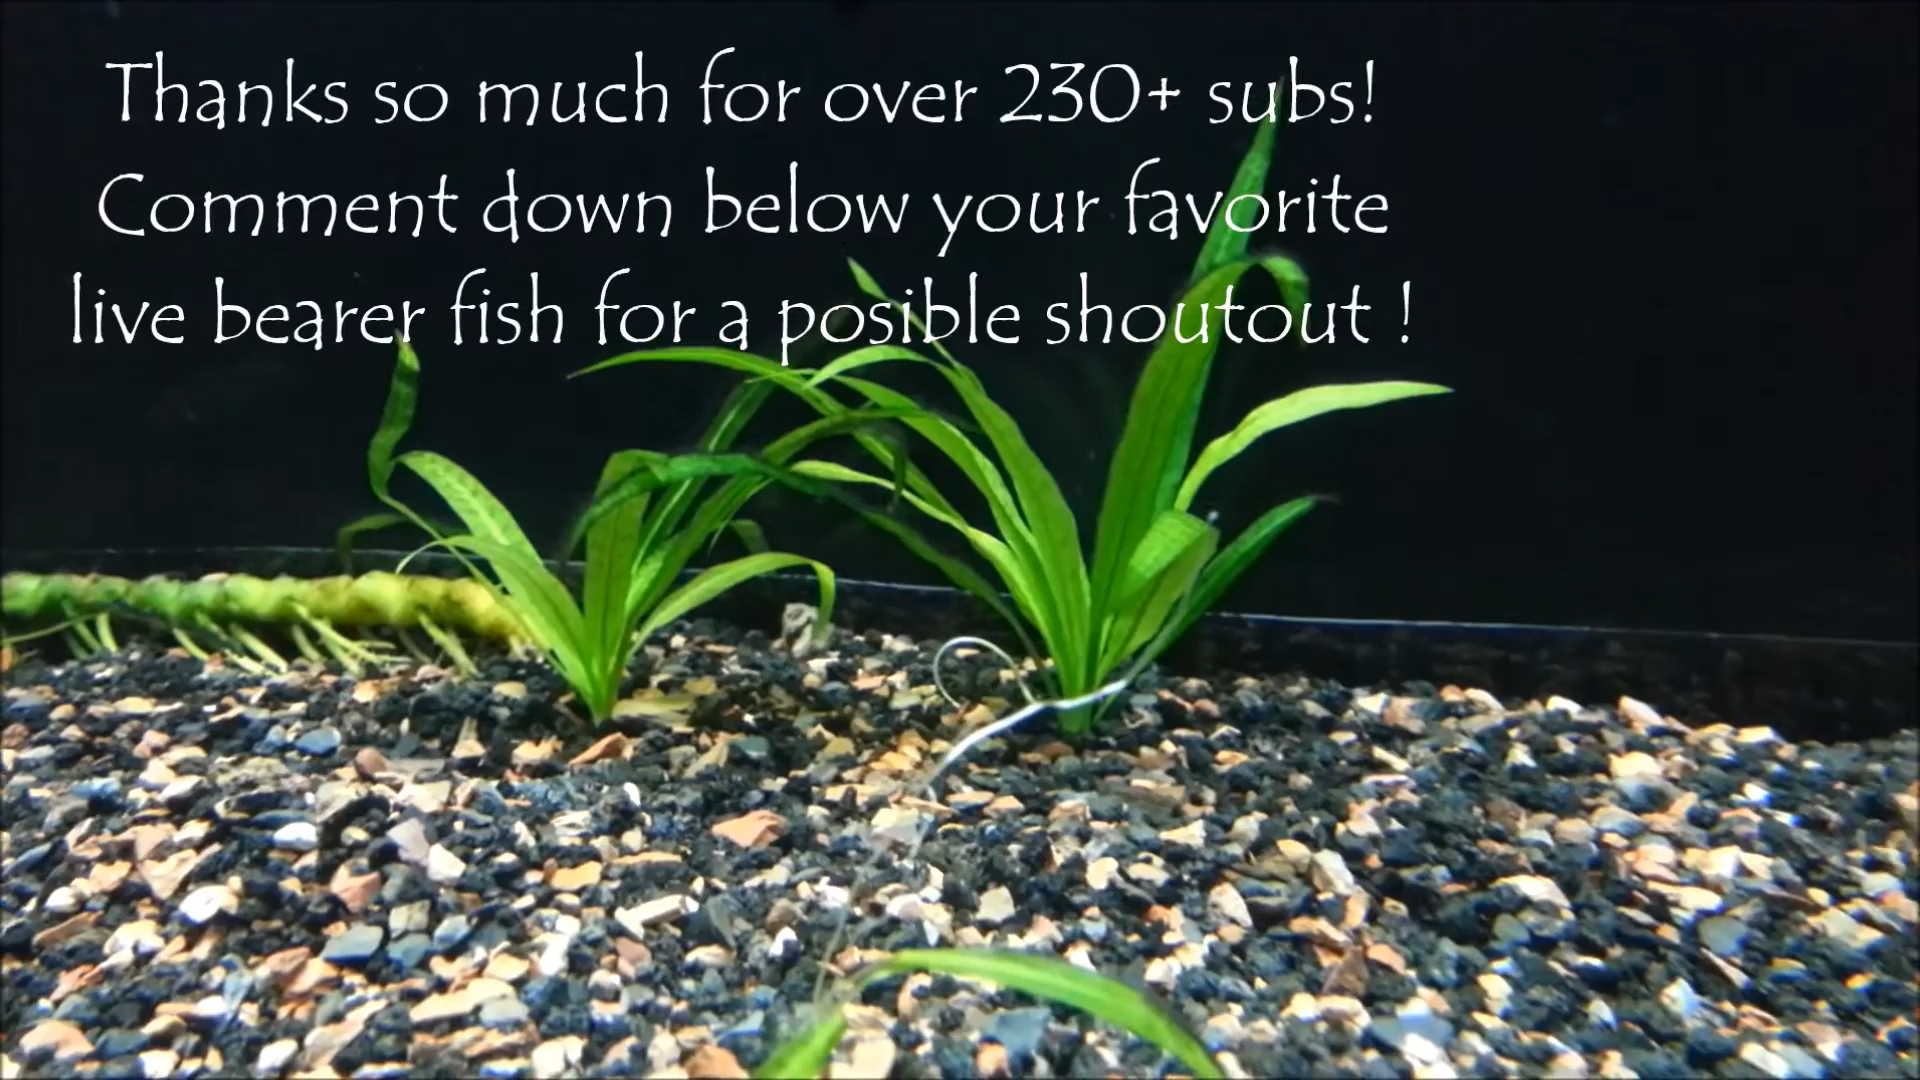 Thanks so much for over 230+ subs!
Comment down below your favorite
live bearer fish for a posible shoutout !